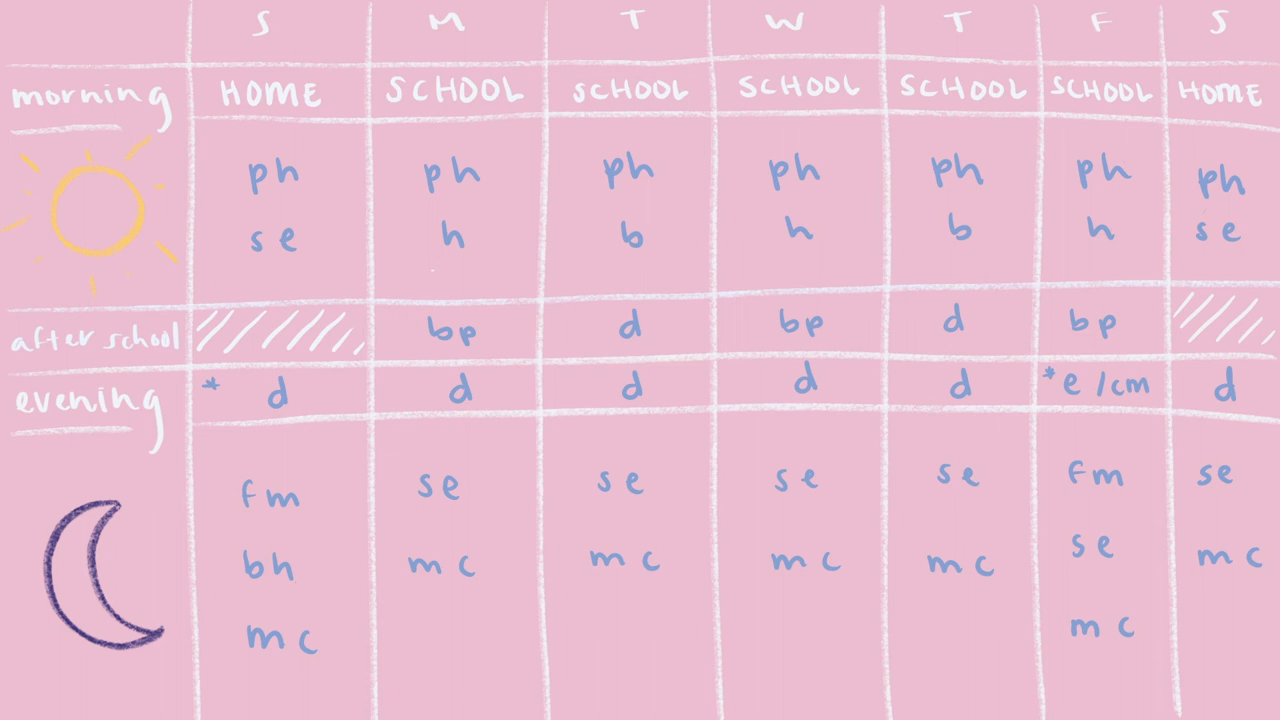 S M T W T F S
morning HOME SCHOOL SCHOOL SCHOOL SCHOOL SCHOOL HOME
ph ph ph ph ph ph ph
se h b h b h se
after school bp d bp d bp
evening * d d d d d * e/cm d
fm se se se se fm se
bh mc mc mc mc se mc
mc mc